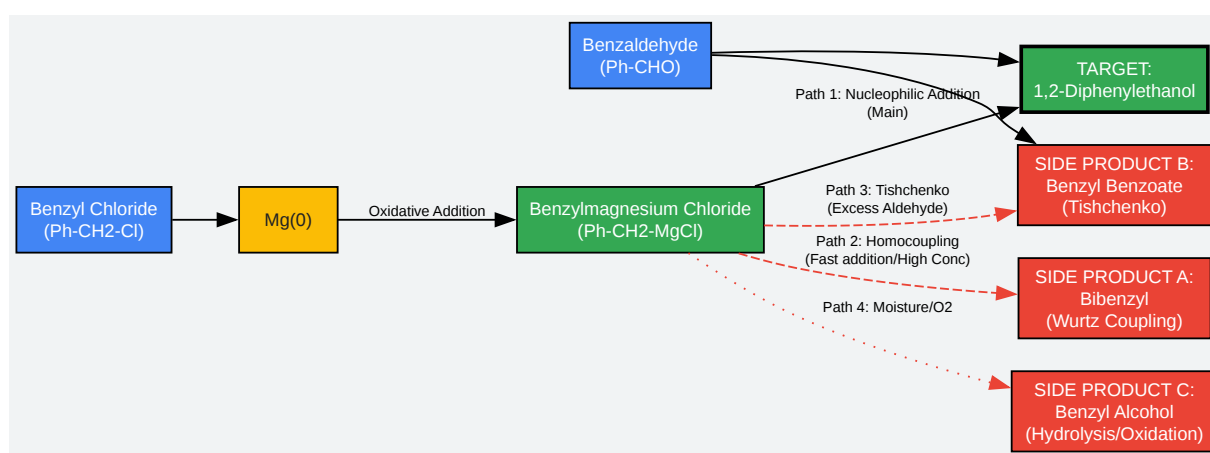 Benzaldehyde
(Ph-CHO)
TARGET:
1,2-Diphenylethanol
Path 1: Nucleophilic Addition
(Main)
SIDE PRODUCT B:
Benzyl Benzoate
(Tishchenko)
Benzyl Chloride
(Ph-CH2-Cl)
Mg(0)
Oxidative Addition
Benzylmagnesium Chloride
(Ph-CH2-MgCl)
Path 3: Tishchenko
(Excess Aldehyde)
Path 2: Homocoupling
(Fast addition/High Conc)
SIDE PRODUCT A:
Bibenzyl
(Wurtz Coupling)
Path 4: Moisture/O2
SIDE PRODUCT C:
Benzyl Alcohol
(Hydrolysis/Oxidation)